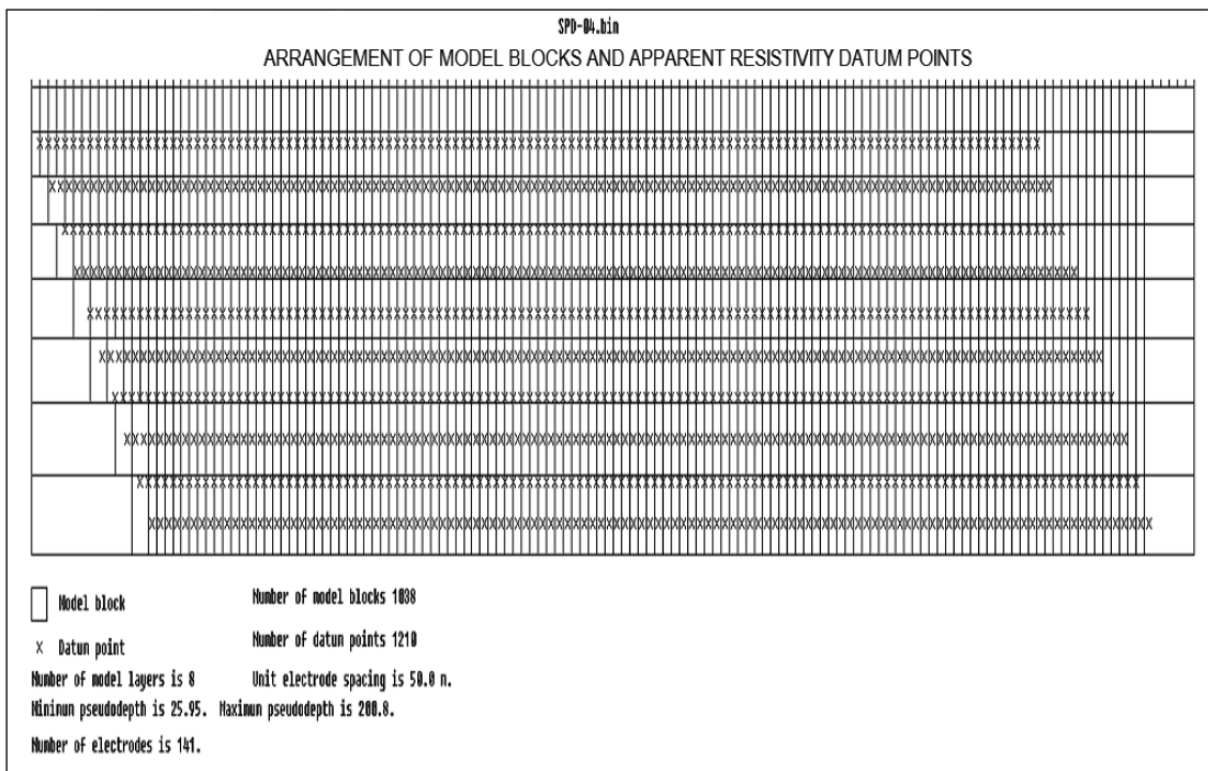 SPD-04.bin
ARRANGEMENT OF MODEL BLOCKS AND APPARENT RESISTIVITY DATUM POINTS
Model block
Number of model blocks 1038
x Datum point
Number of datum points 1210
Number of model layers is 8 Unit electrode spacing is 50.0 m.
Minimum pseudodepth is 25.95. Maximum pseudodepth is 200.8.
Number of electrodes is 141.